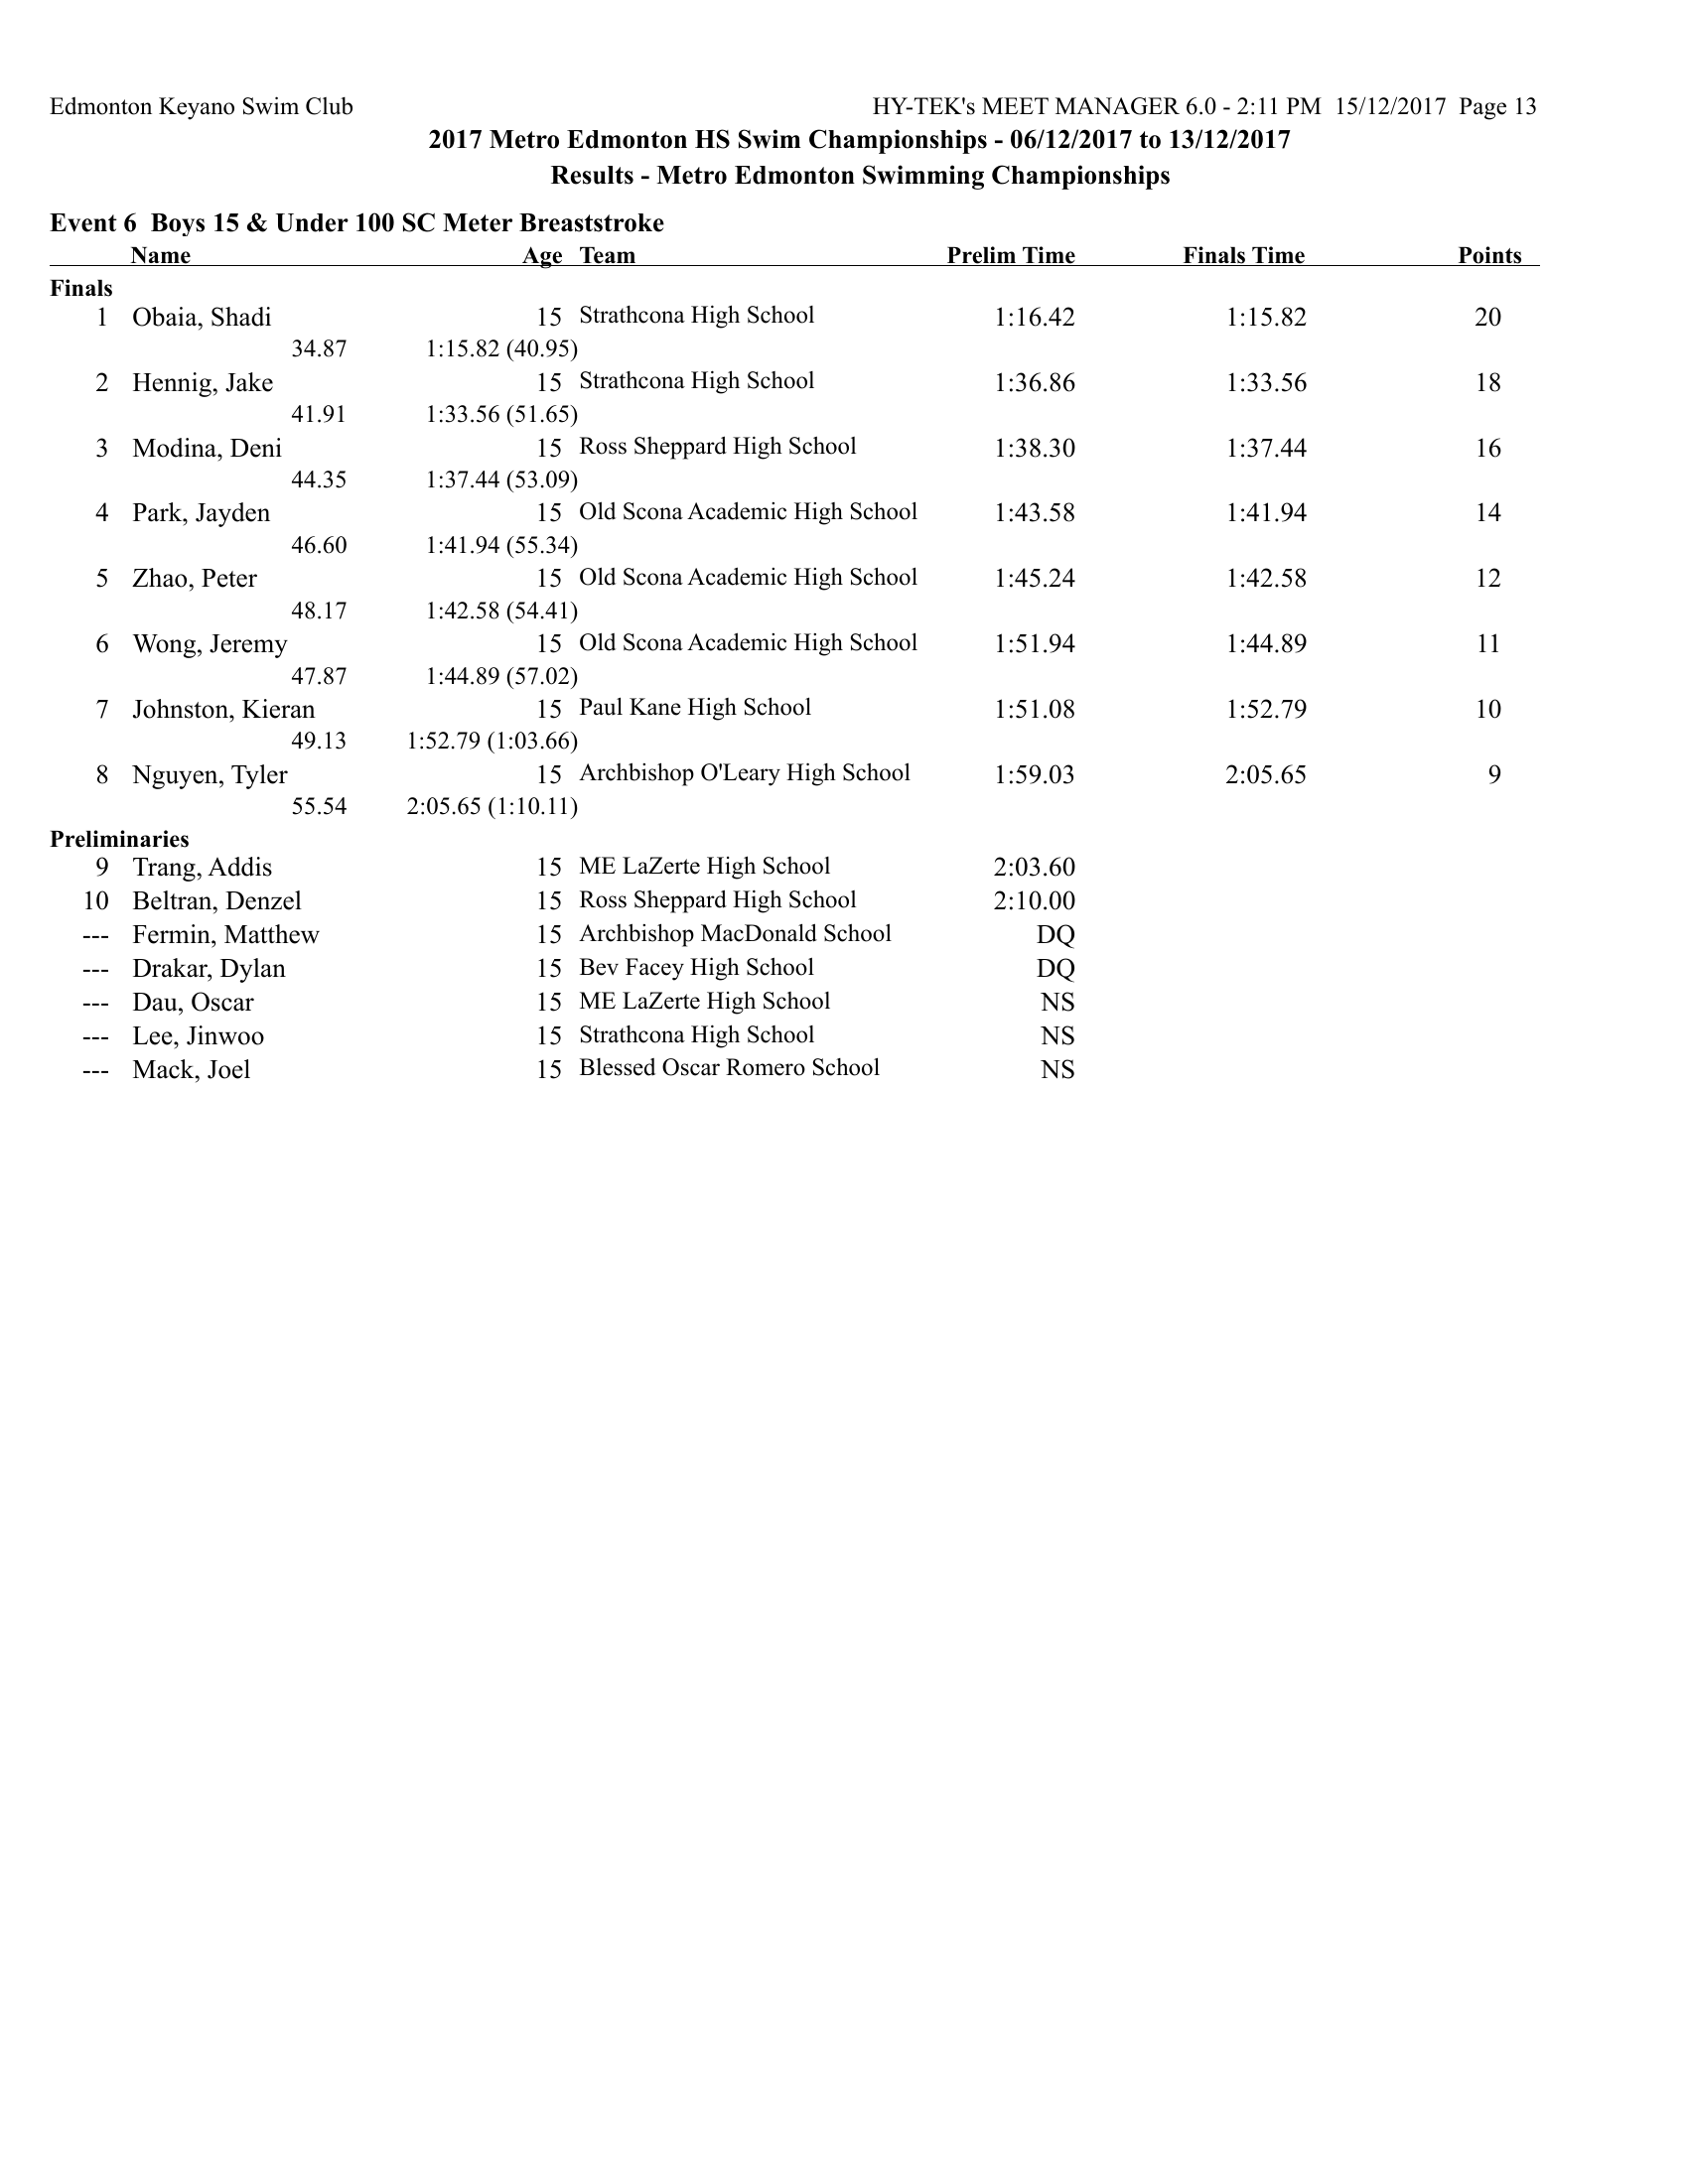 Edmonton Keyano Swim Club HY-TEK's MEET MANAGER 6.0 - 2:11 PM 15/12/2017 Page 13
2017 Metro Edmonton HS Swim Championships - 06/12/2017 to 13/12/2017
Results - Metro Edmonton Swimming Championships
Event 6 Boys 15 & Under 100 SC Meter Breaststroke
Name Age Team Prelim Time Finals Time Points
Finals
1 Obaia, Shadi 15 Strathcona High School 1:16.42 1:15.82 20
34.87 1:15.82 (40.95)
2 Hennig, Jake 15 Strathcona High School 1:36.86 1:33.56 18
41.91 1:33.56 (51.65)
3 Modina, Deni 15 Ross Sheppard High School 1:38.30 1:37.44 16
44.35 1:37.44 (53.09)
4 Park, Jayden 15 Old Scona Academic High School 1:43.58 1:41.94 14
46.60 1:41.94 (55.34)
5 Zhao, Peter 15 Old Scona Academic High School 1:45.24 1:42.58 12
48.17 1:42.58 (54.41)
6 Wong, Jeremy 15 Old Scona Academic High School 1:51.94 1:44.89 11
47.87 1:44.89 (57.02)
7 Johnston, Kieran 15 Paul Kane High School 1:51.08 1:52.79 10
49.13 1:52.79 (1:03.66)
8 Nguyen, Tyler 15 Archbishop O'Leary High School 1:59.03 2:05.65 9
55.54 2:05.65 (1:10.11)
Preliminaries
9 Trang, Addis 15 ME LaZerte High School 2:03.60
10 Beltran, Denzel 15 Ross Sheppard High School 2:10.00
--- Fermin, Matthew 15 Archbishop MacDonald School DQ
--- Drakar, Dylan 15 Bev Facey High School DQ
--- Dau, Oscar 15 ME LaZerte High School NS
--- Lee, Jinwoo 15 Strathcona High School NS
--- Mack, Joel 15 Blessed Oscar Romero School NS